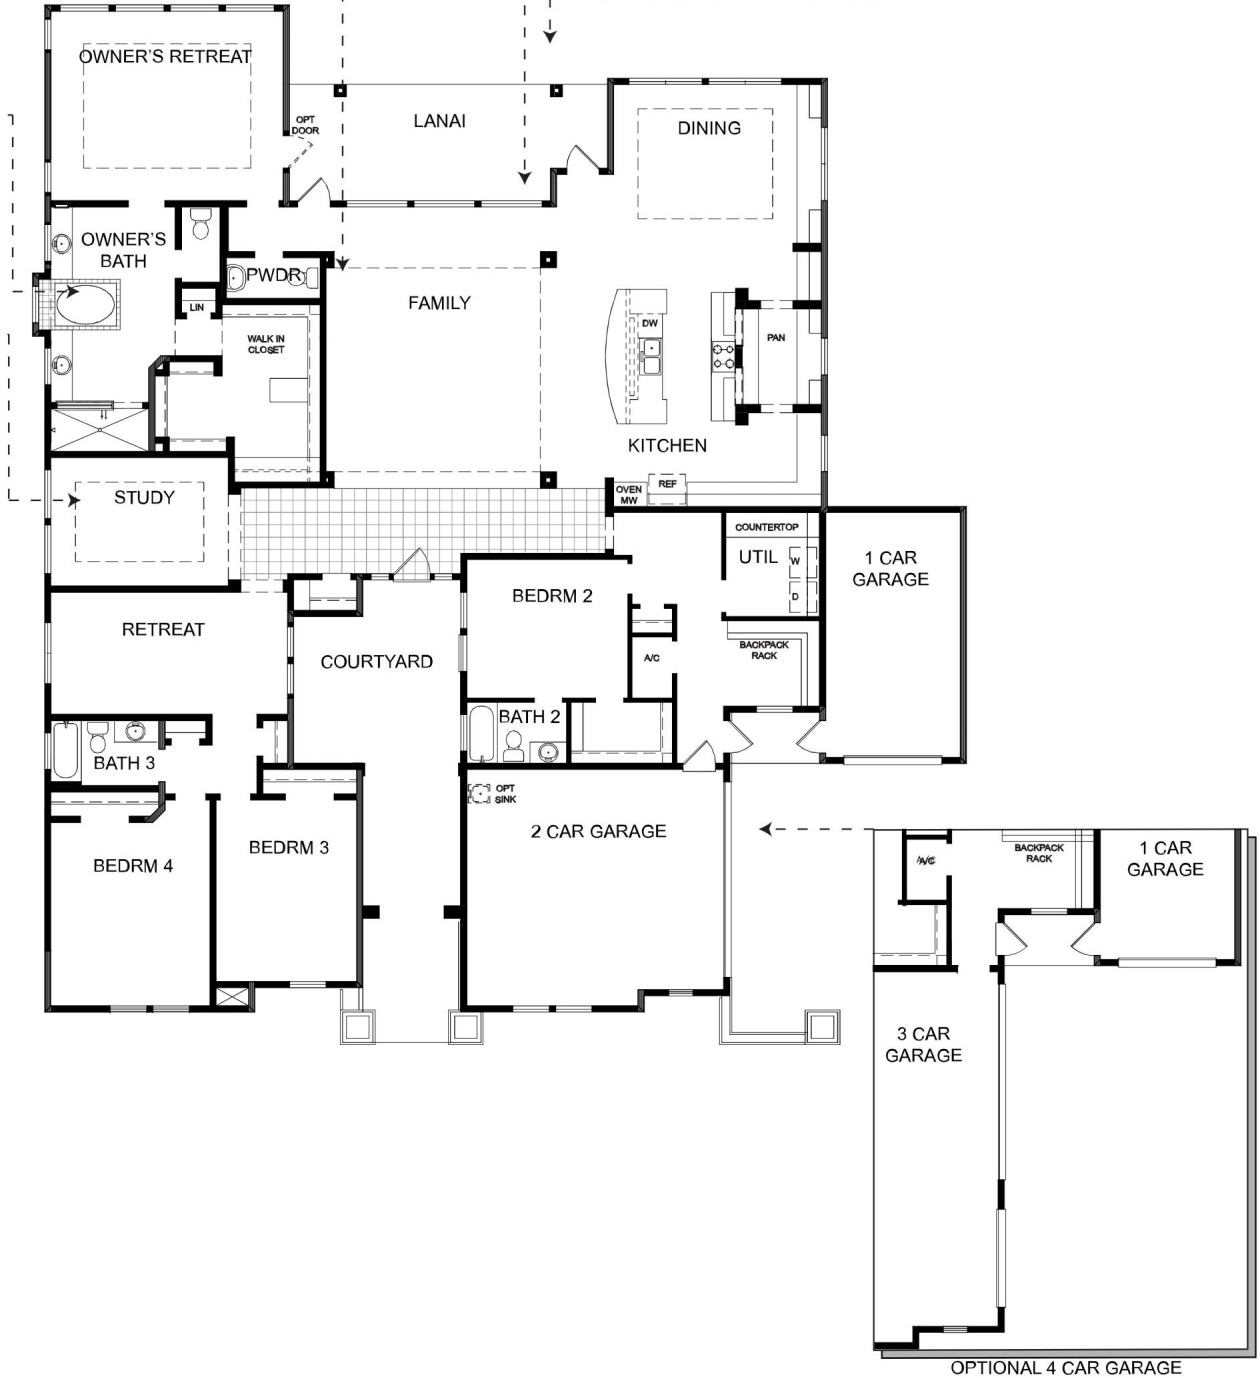 OWNER'S RETREAT
OPT
DOOR
LANAI
DINING
OWNER'S
BATH
PWDR
LIN
WALK IN
CLOSET
FAMILY
DW
PAN
KITCHEN
STUDY
OVEN
MW
REF
COUNTERTOP
UTIL
W
D
1 CAR
GARAGE
BEDRM 2
RETREAT
COURTYARD
A/C
BACKPACK
RACK
BATH 2
BATH 3
OPT
SINK
2 CAR GARAGE
BEDRM 3
BEDRM 4
A/C
BACKPACK
RACK
1 CAR
GARAGE
3 CAR
GARAGE
OPTIONAL 4 CAR GARAGE